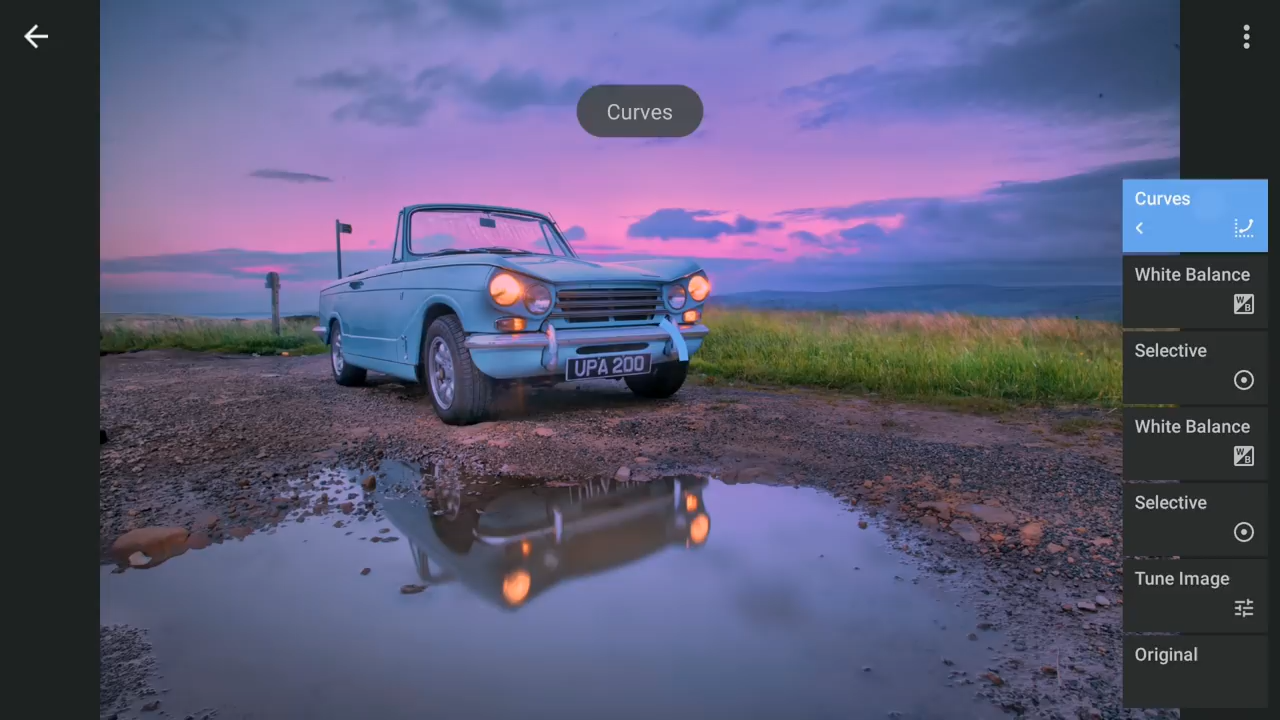 Curves
Curves
White Balance
Selective
White Balance
Selective
Tune Image
Original
UPA 200